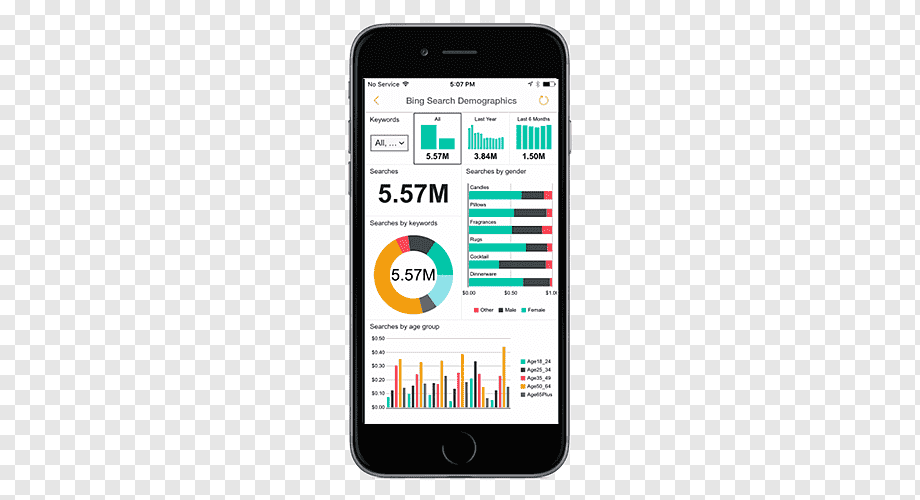 No Service 5:07 PM
Bing Search Demographics
Keywords
All, ...
All
5.57M
Last Year
3.84M
Last 6 Months
1.50M
Searches
5.57M
Searches by gender
Candles
Pillows
Fragrances
Rugs
Cocktail
Dinnerware
$0.00 $0.50 $1.0
Other Male Female
Searches by keywords
5.57M
Searches by age group
$0.50
$0.40
$0.30
$0.20
$0.10
$0.00
Age18_24
Age25_34
Age35_49
Age50_64
Age65Plus